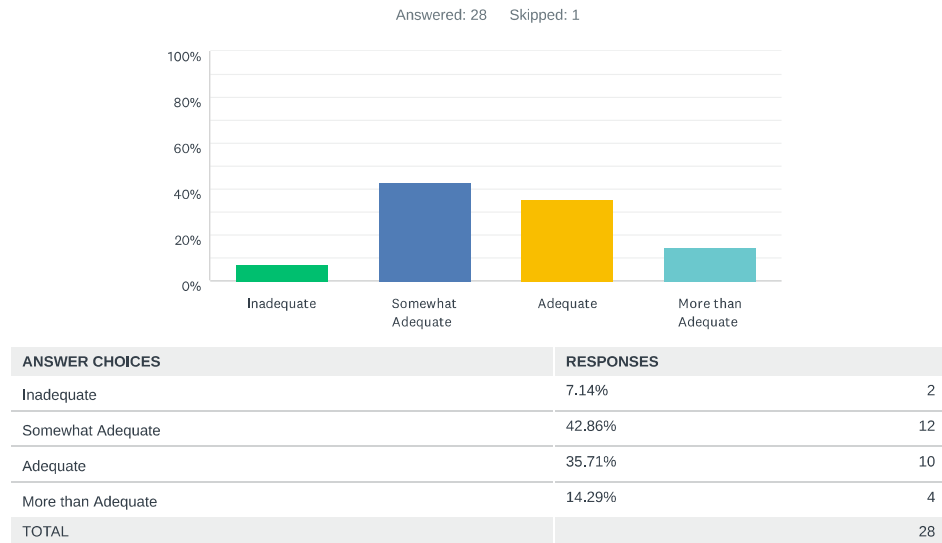 Answered: 28 Skipped: 1
100%
80%
60%
40%
20%
0%
Inadequate
Somewhat Adequate
Adequate
More than Adequate
ANSWER CHOICES RESPONSES
Inadequate 7.14% 2
Somewhat Adequate 42.86% 12
Adequate 35.71% 10
More than Adequate 14.29% 4
TOTAL 28